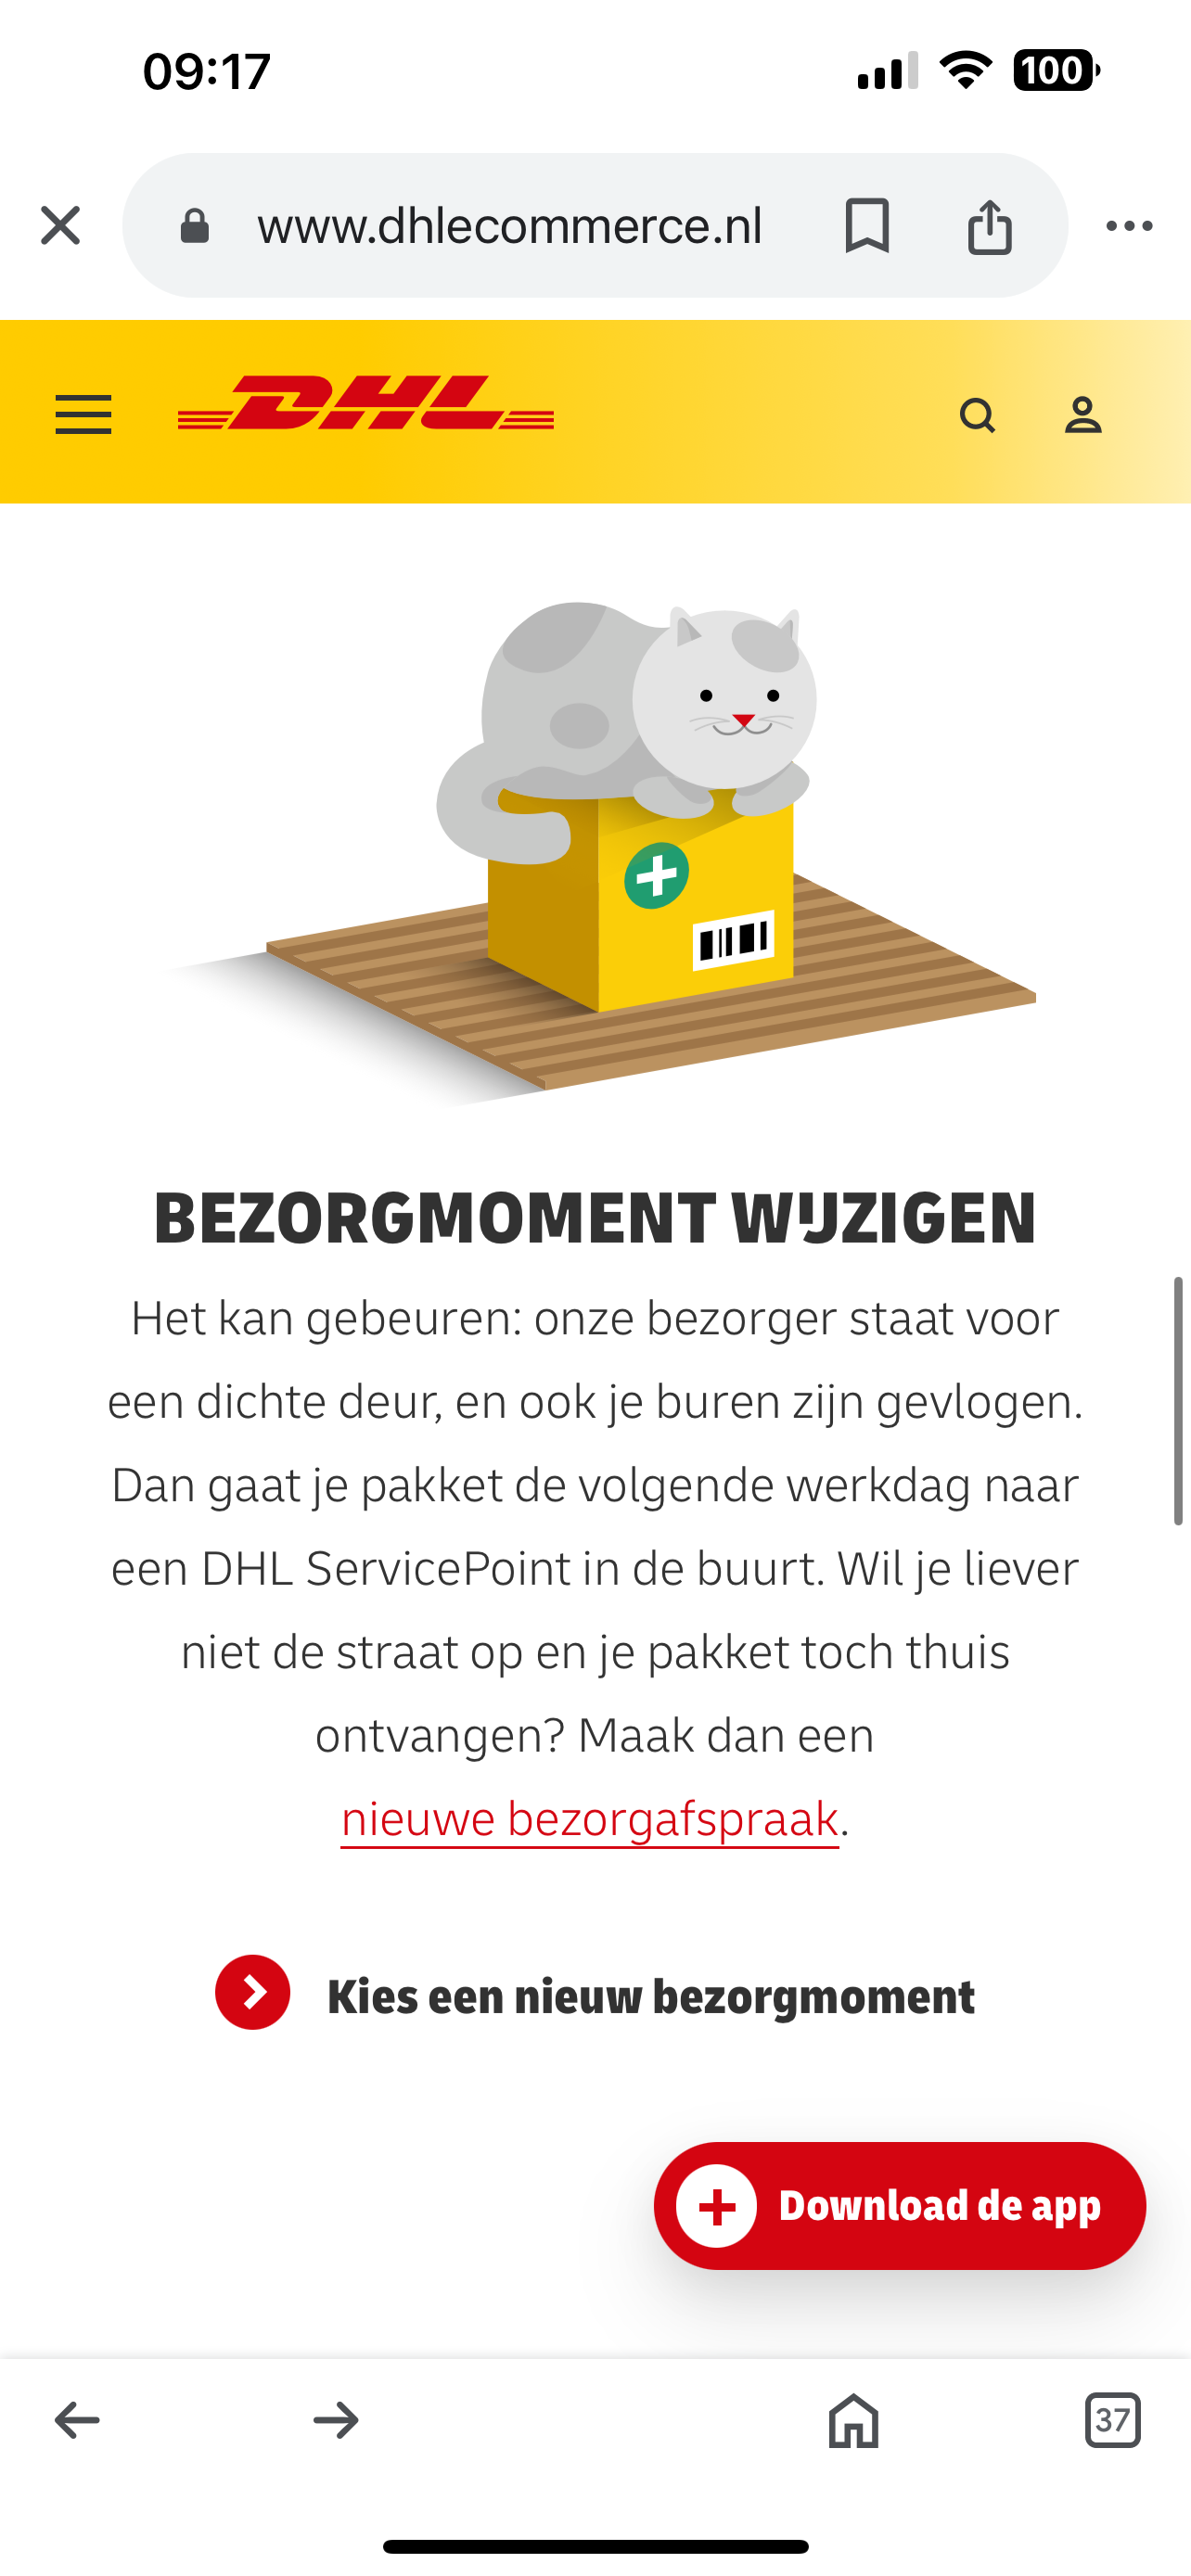 09:17
100
www.dhlecommerce.nl
DHL
BEZORGMOMENT WIJZIGEN
Het kan gebeuren: onze bezorger staat voor
een dichte deur, en ook je buren zijn gevlogen.
Dan gaat je pakket de volgende werkdag naar
een DHL ServicePoint in de buurt. Wil je liever
niet de straat op en je pakket toch thuis
ontvangen? Maak dan een
nieuwe bezorgafspraak.
Kies een nieuw bezorgmoment
Download de app
37